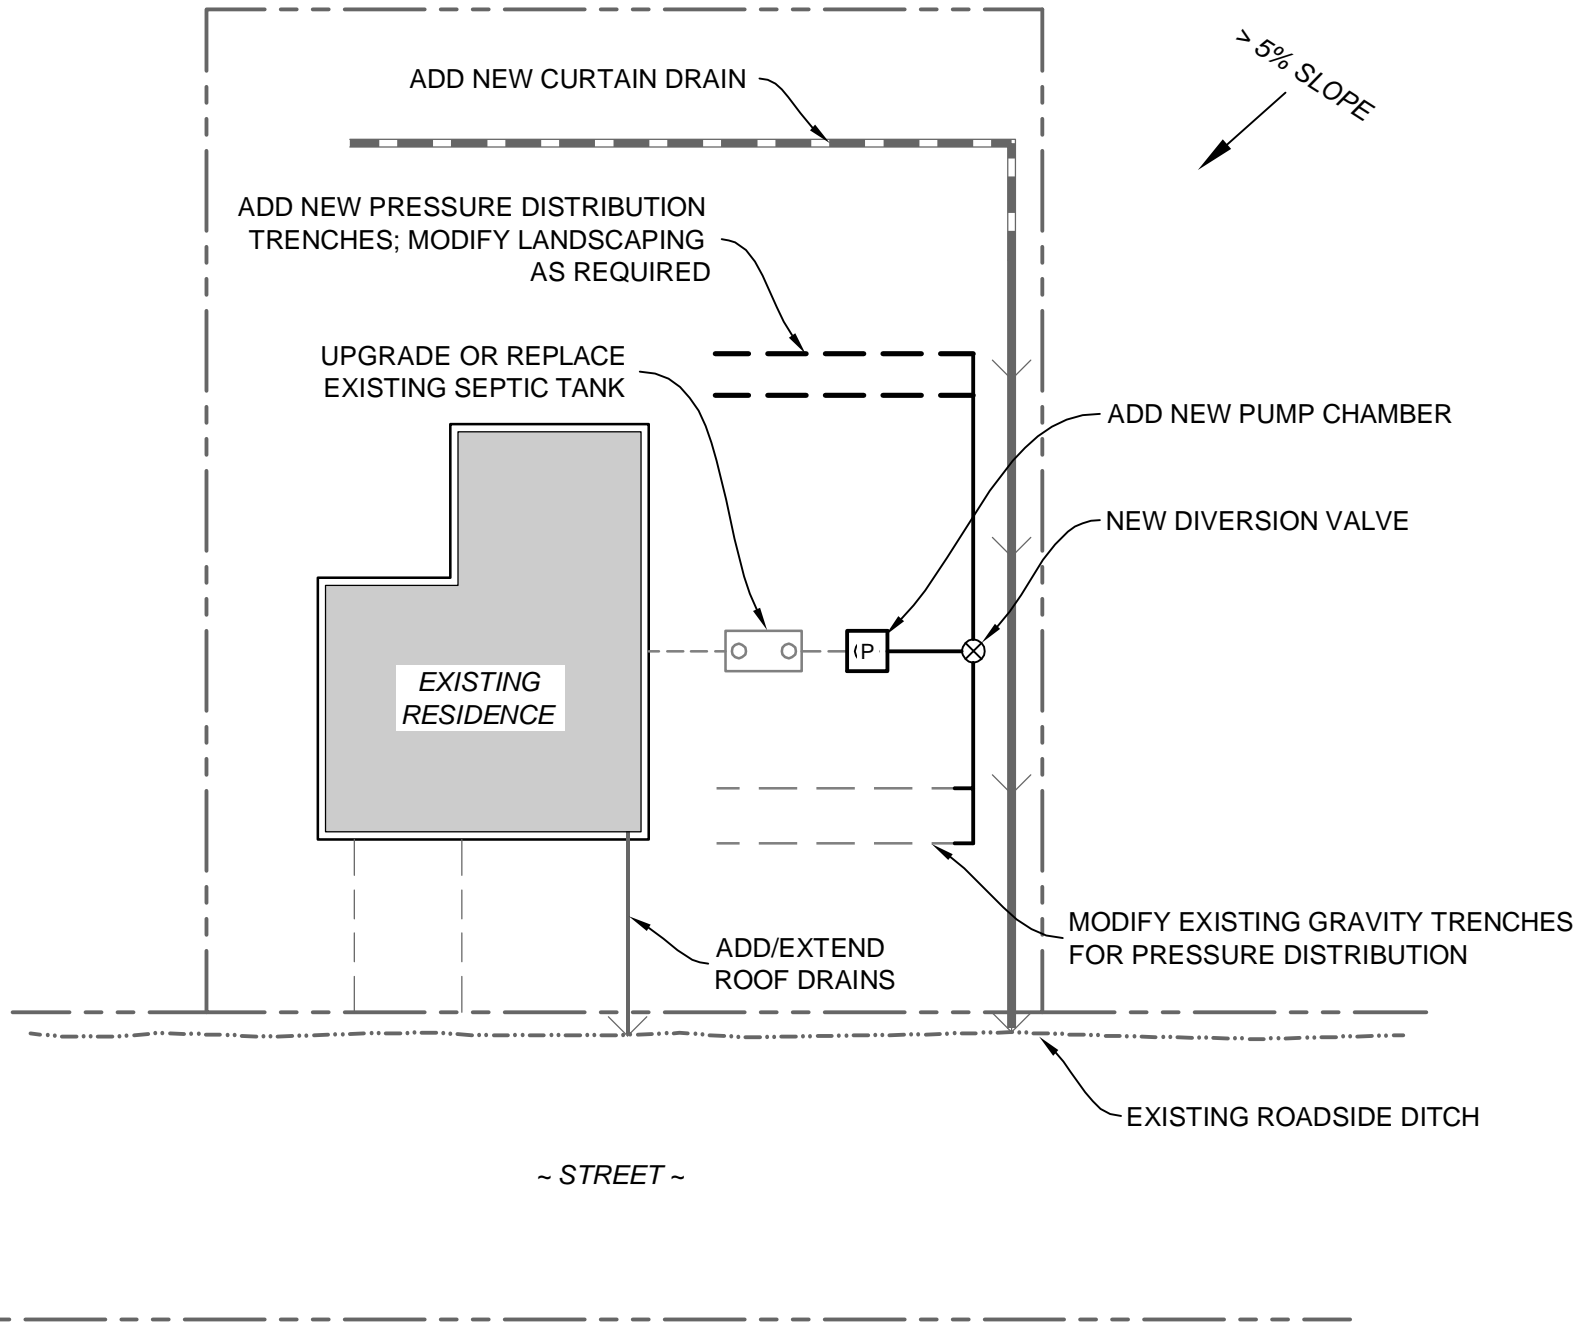 > 5% SLOPE
ADD NEW CURTAIN DRAIN
ADD NEW PRESSURE DISTRIBUTION
TRENCHES; MODIFY LANDSCAPING
AS REQUIRED
UPGRADE OR REPLACE
EXISTING SEPTIC TANK
ADD NEW PUMP CHAMBER
NEW DIVERSION VALVE
P
EXISTING
RESIDENCE
MODIFY EXISTING GRAVITY TRENCHES
FOR PRESSURE DISTRIBUTION
ADD/EXTEND
ROOF DRAINS
EXISTING ROADSIDE DITCH
~ STREET ~